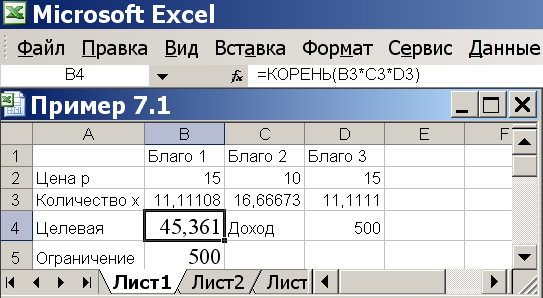 Microsoft Excel
Файл Правка Вид Вставка Формат Сервис Данные
B4 fx =КОРЕНЬ(B3*C3*D3)
Пример 7.1
A B C D E F
1 Благо 1 Благо 2 Благо 3
2 Цена р 15 10 15
3 Количество х 11,11108 16,66673 11,1111
4 Целевая 45,361 Доход 500
5 Ограничение 500
Лист1 Лист2 Лист